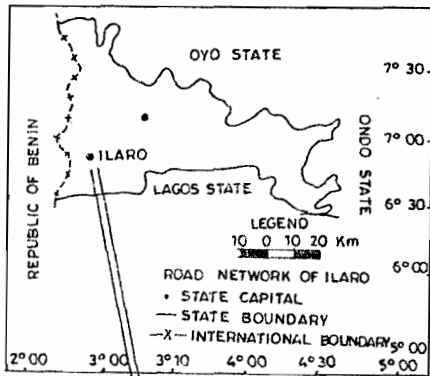 OYO STATE
7° 30
7° 00
ILARO
ONDO STATE
REPUBLIC OF BENIN
LAGOS STATE
6° 30
LEGEND
10 0 10 20 Km
6° 00
ROAD NETWORK OF ILARO
STATE CAPITAL
STATE BOUNDARY
-X- INTERNATIONAL BOUNDARY
5° 00
2° 00 3° 00 3° 10 4° 00 4° 30 5° 00